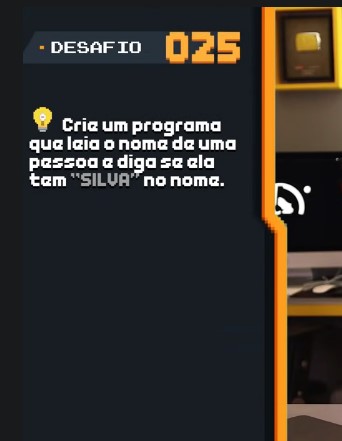 DESAFIO 025
Crie um programa
que leia o nome de uma
pessoa e diga se ela
tem "SILVA" no nome.